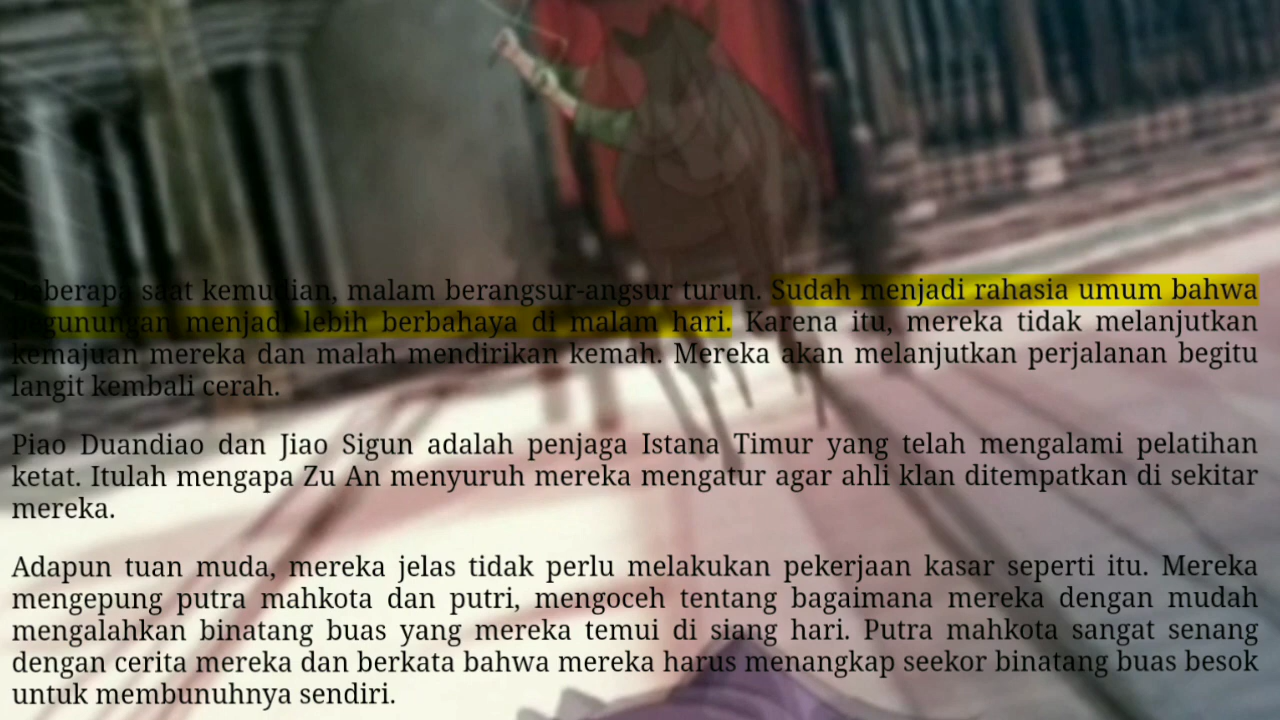 Beberapa saat kemudian, malam berangsur-angsur turun. Sudah menjadi rahasia umum bahwa
pegunungan menjadi lebih berbahaya di malam hari. Karena itu, mereka tidak melanjutkan
kemajuan mereka dan malah mendirikan kemah. Mereka akan melanjutkan perjalanan begitu
langit kembali cerah.
Piao Duandiao dan Jiao Sigun adalah penjaga Istana Timur yang telah mengalami pelatihan
ketat. Itulah mengapa Zu An menyuruh mereka mengatur agar ahli klan ditempatkan di sekitar
mereka.
Adapun tuan muda, mereka jelas tidak perlu melakukan pekerjaan kasar seperti itu. Mereka
mengepung putra mahkota dan putri, mengoceh tentang bagaimana mereka dengan mudah
mengalahkan binatang buas yang mereka temui di siang hari. Putra mahkota sangat senang
dengan cerita mereka dan berkata bahwa mereka harus menangkap seekor binatang buas besok
untuk membunuhnya sendiri.